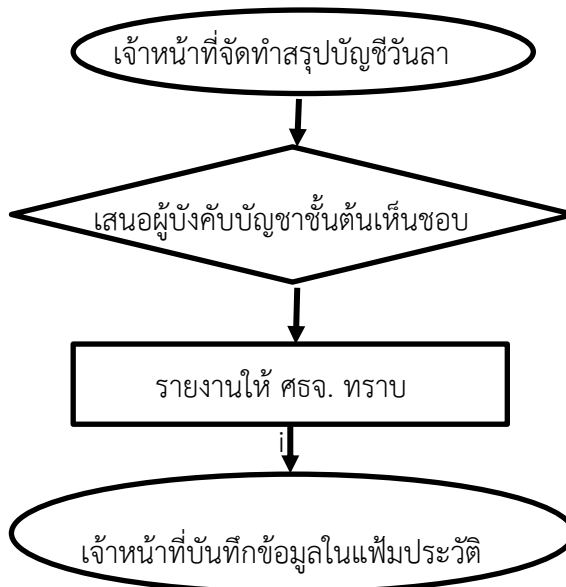 เจ้าหน้าที่จัดทำสรุปบัญชีวันลา
เสนอผู้บังคับบัญชาชั้นต้นเห็นชอบ
รายงานให้ ศธจ. ทราบ
i
เจ้าหน้าที่บันทึกข้อมูลในแฟ้มประวัติ